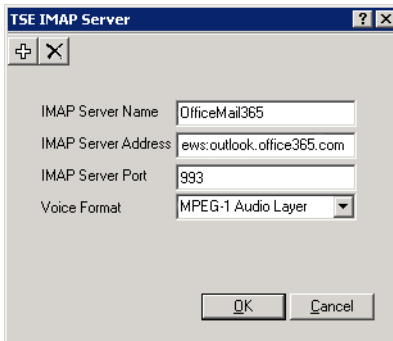 TSE IMAP Server
IMAP Server Name OfficeMail365
IMAP Server Address ews:outlook.office365.com
IMAP Server Port 993
Voice Format MPEG-1 Audio Layer
OK Cancel